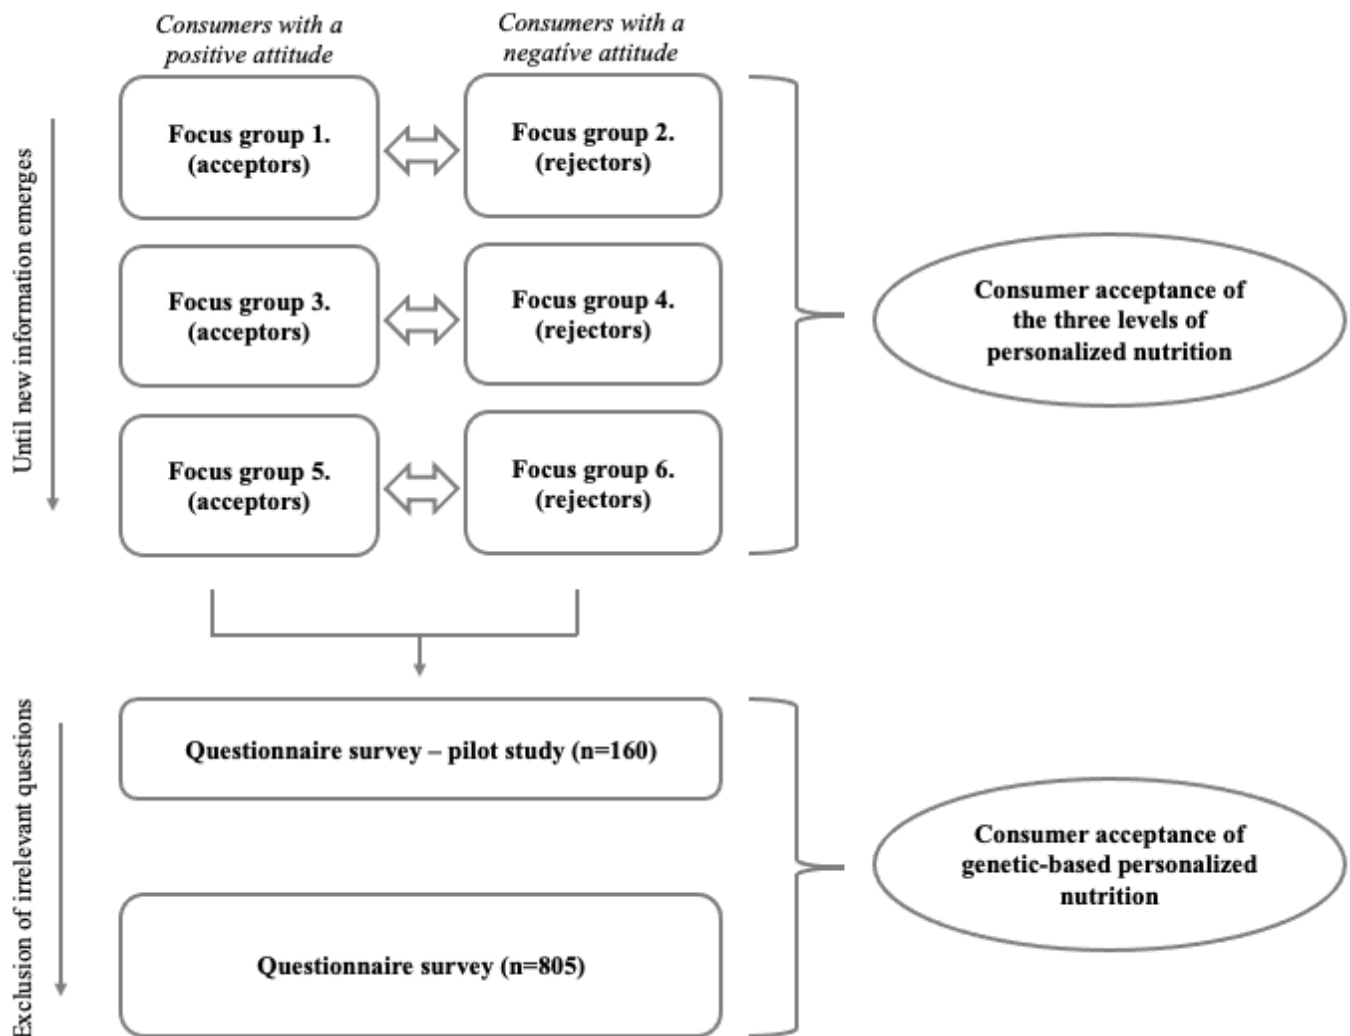 Consumers with a
positive attitude
Consumers with a
negative attitude
Until new information emerges
Focus group 1.
(acceptors)
Focus group 2.
(rejectors)
Focus group 3.
(acceptors)
Focus group 4.
(rejectors)
Focus group 5.
(acceptors)
Focus group 6.
(rejectors)
Consumer acceptance of
the three levels of
personalized nutrition
Exclusion of irrelevant questions
Questionnaire survey – pilot study (n=160)
Questionnaire survey (n=805)
Consumer acceptance of
genetic-based personalized
nutrition